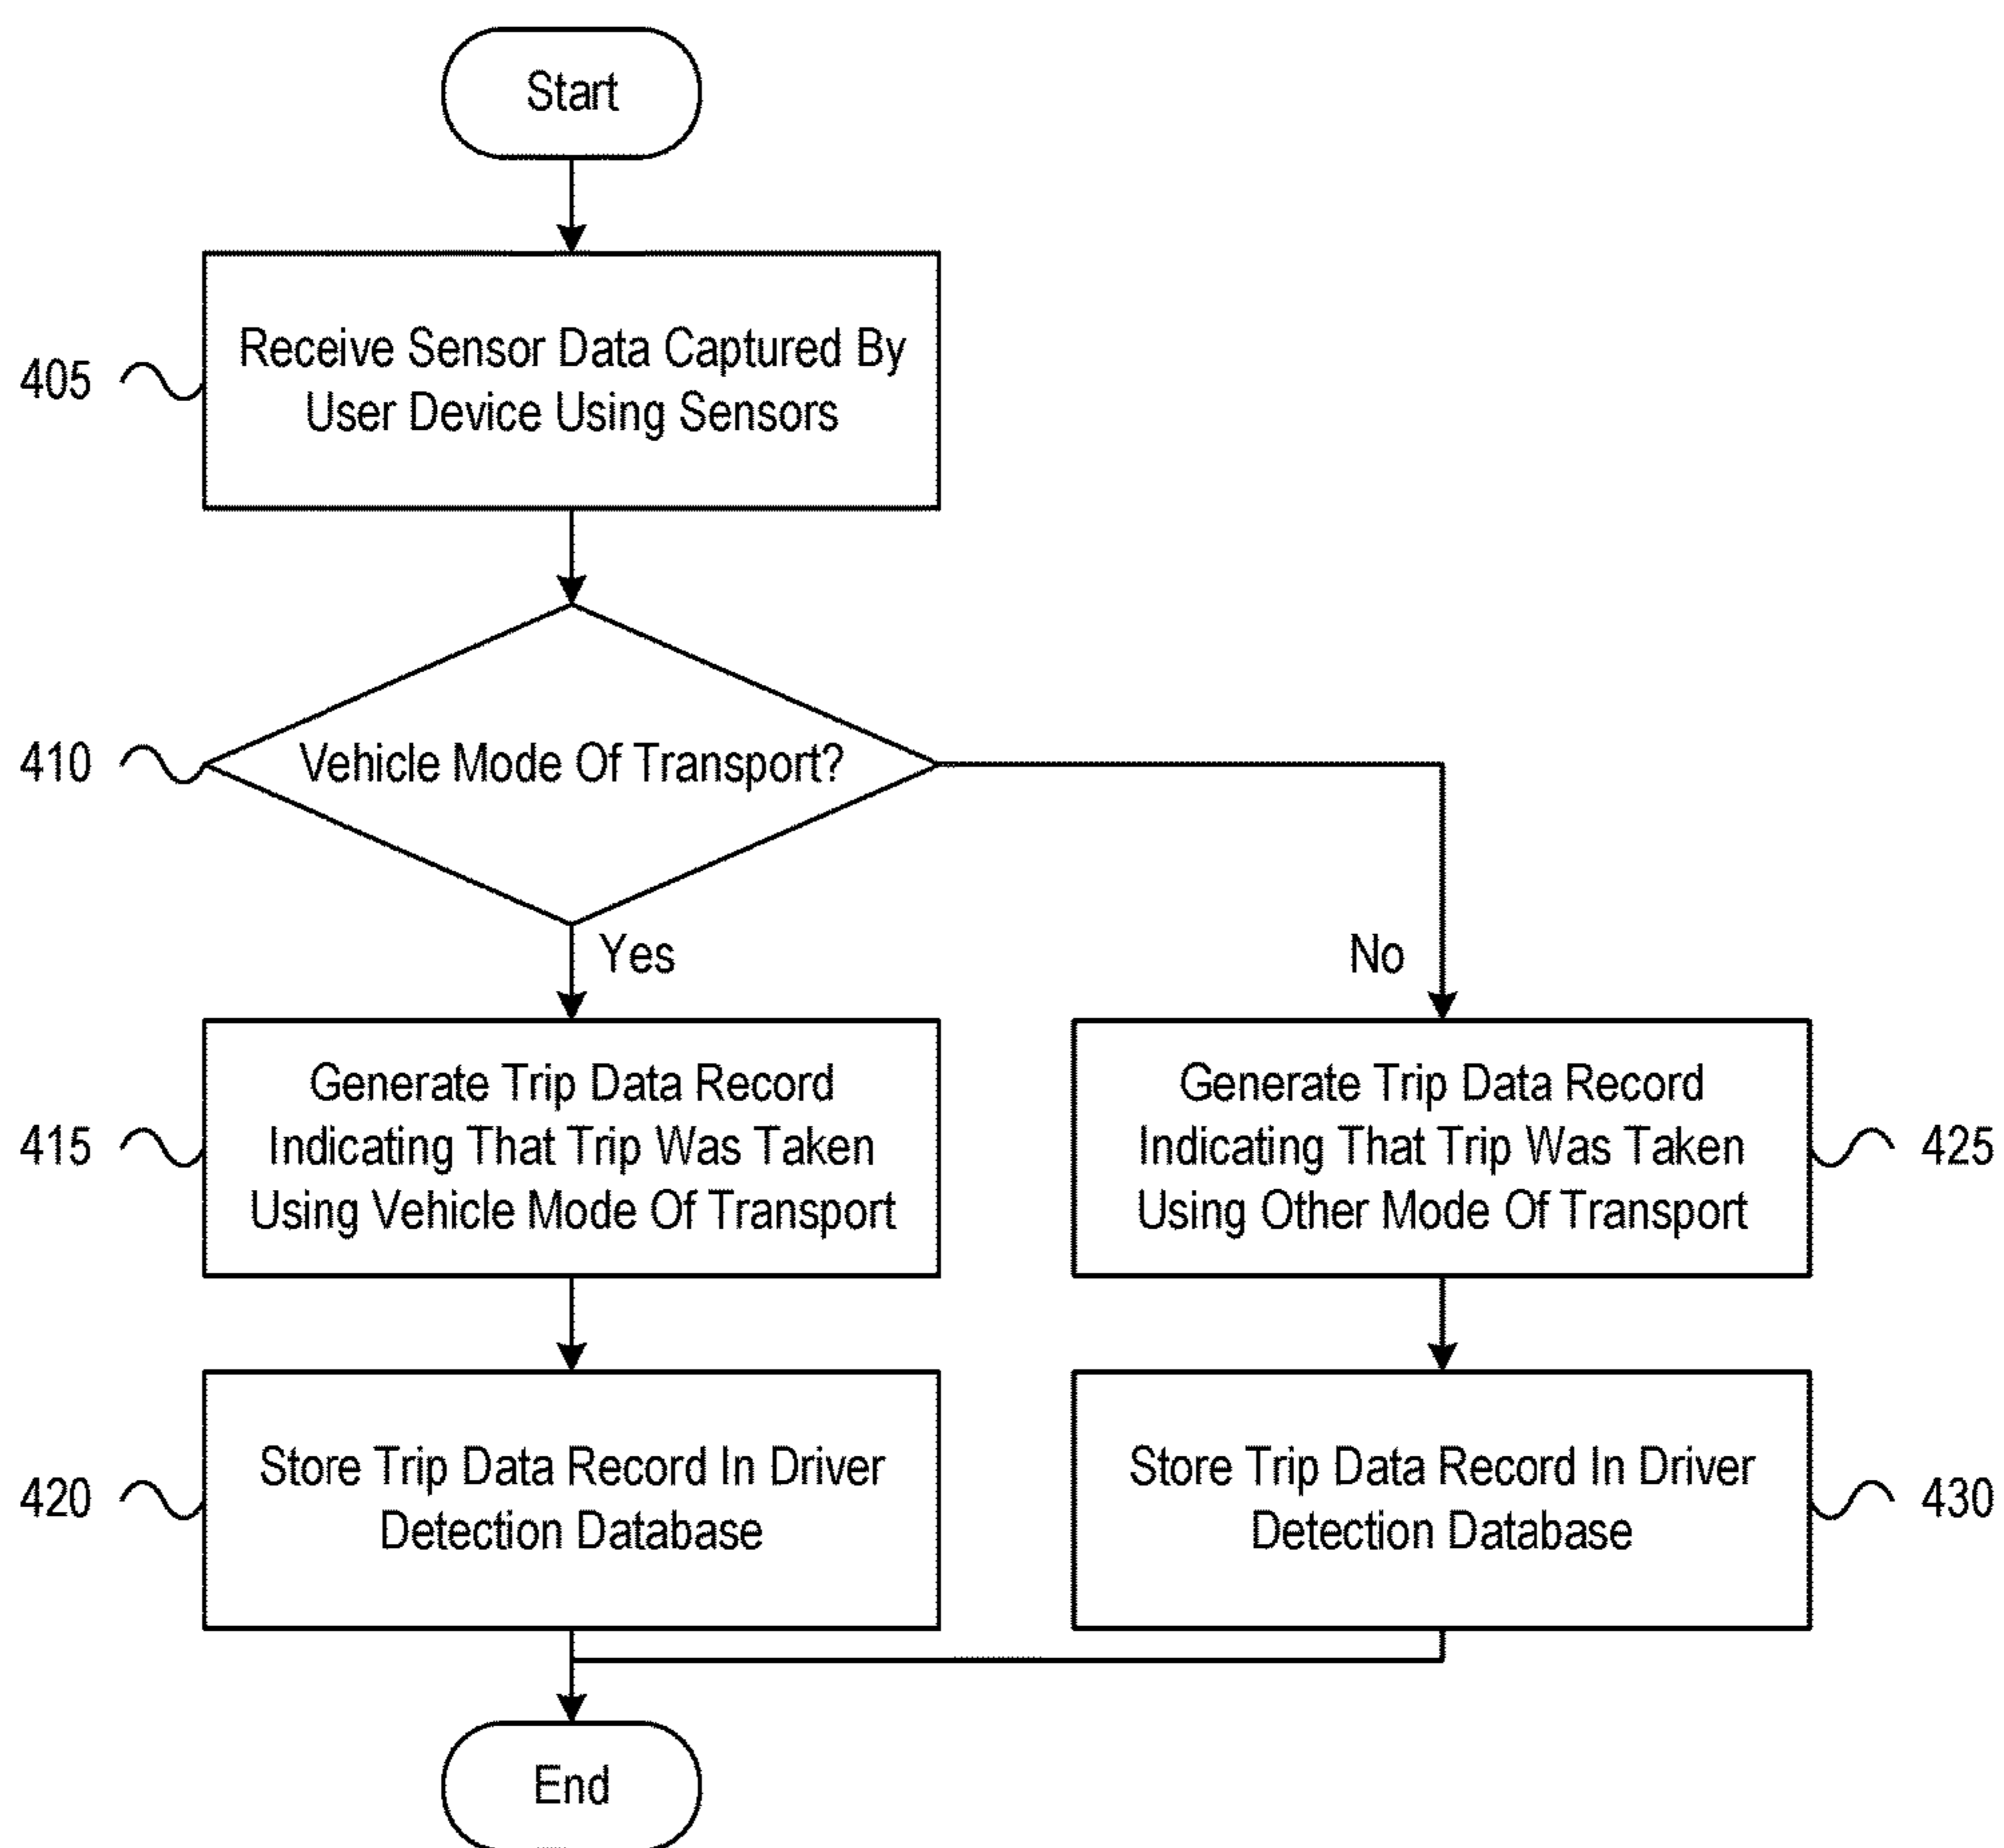 Start
405
Receive Sensor Data Captured By
User Device Using Sensors
410
Vehicle Mode Of Transport?
Yes
No
415
Generate Trip Data Record
Indicating That Trip Was Taken
Using Vehicle Mode Of Transport
Generate Trip Data Record
Indicating That Trip Was Taken
Using Other Mode Of Transport
425
420
Store Trip Data Record In Driver
Detection Database
Store Trip Data Record In Driver
Detection Database
430
End